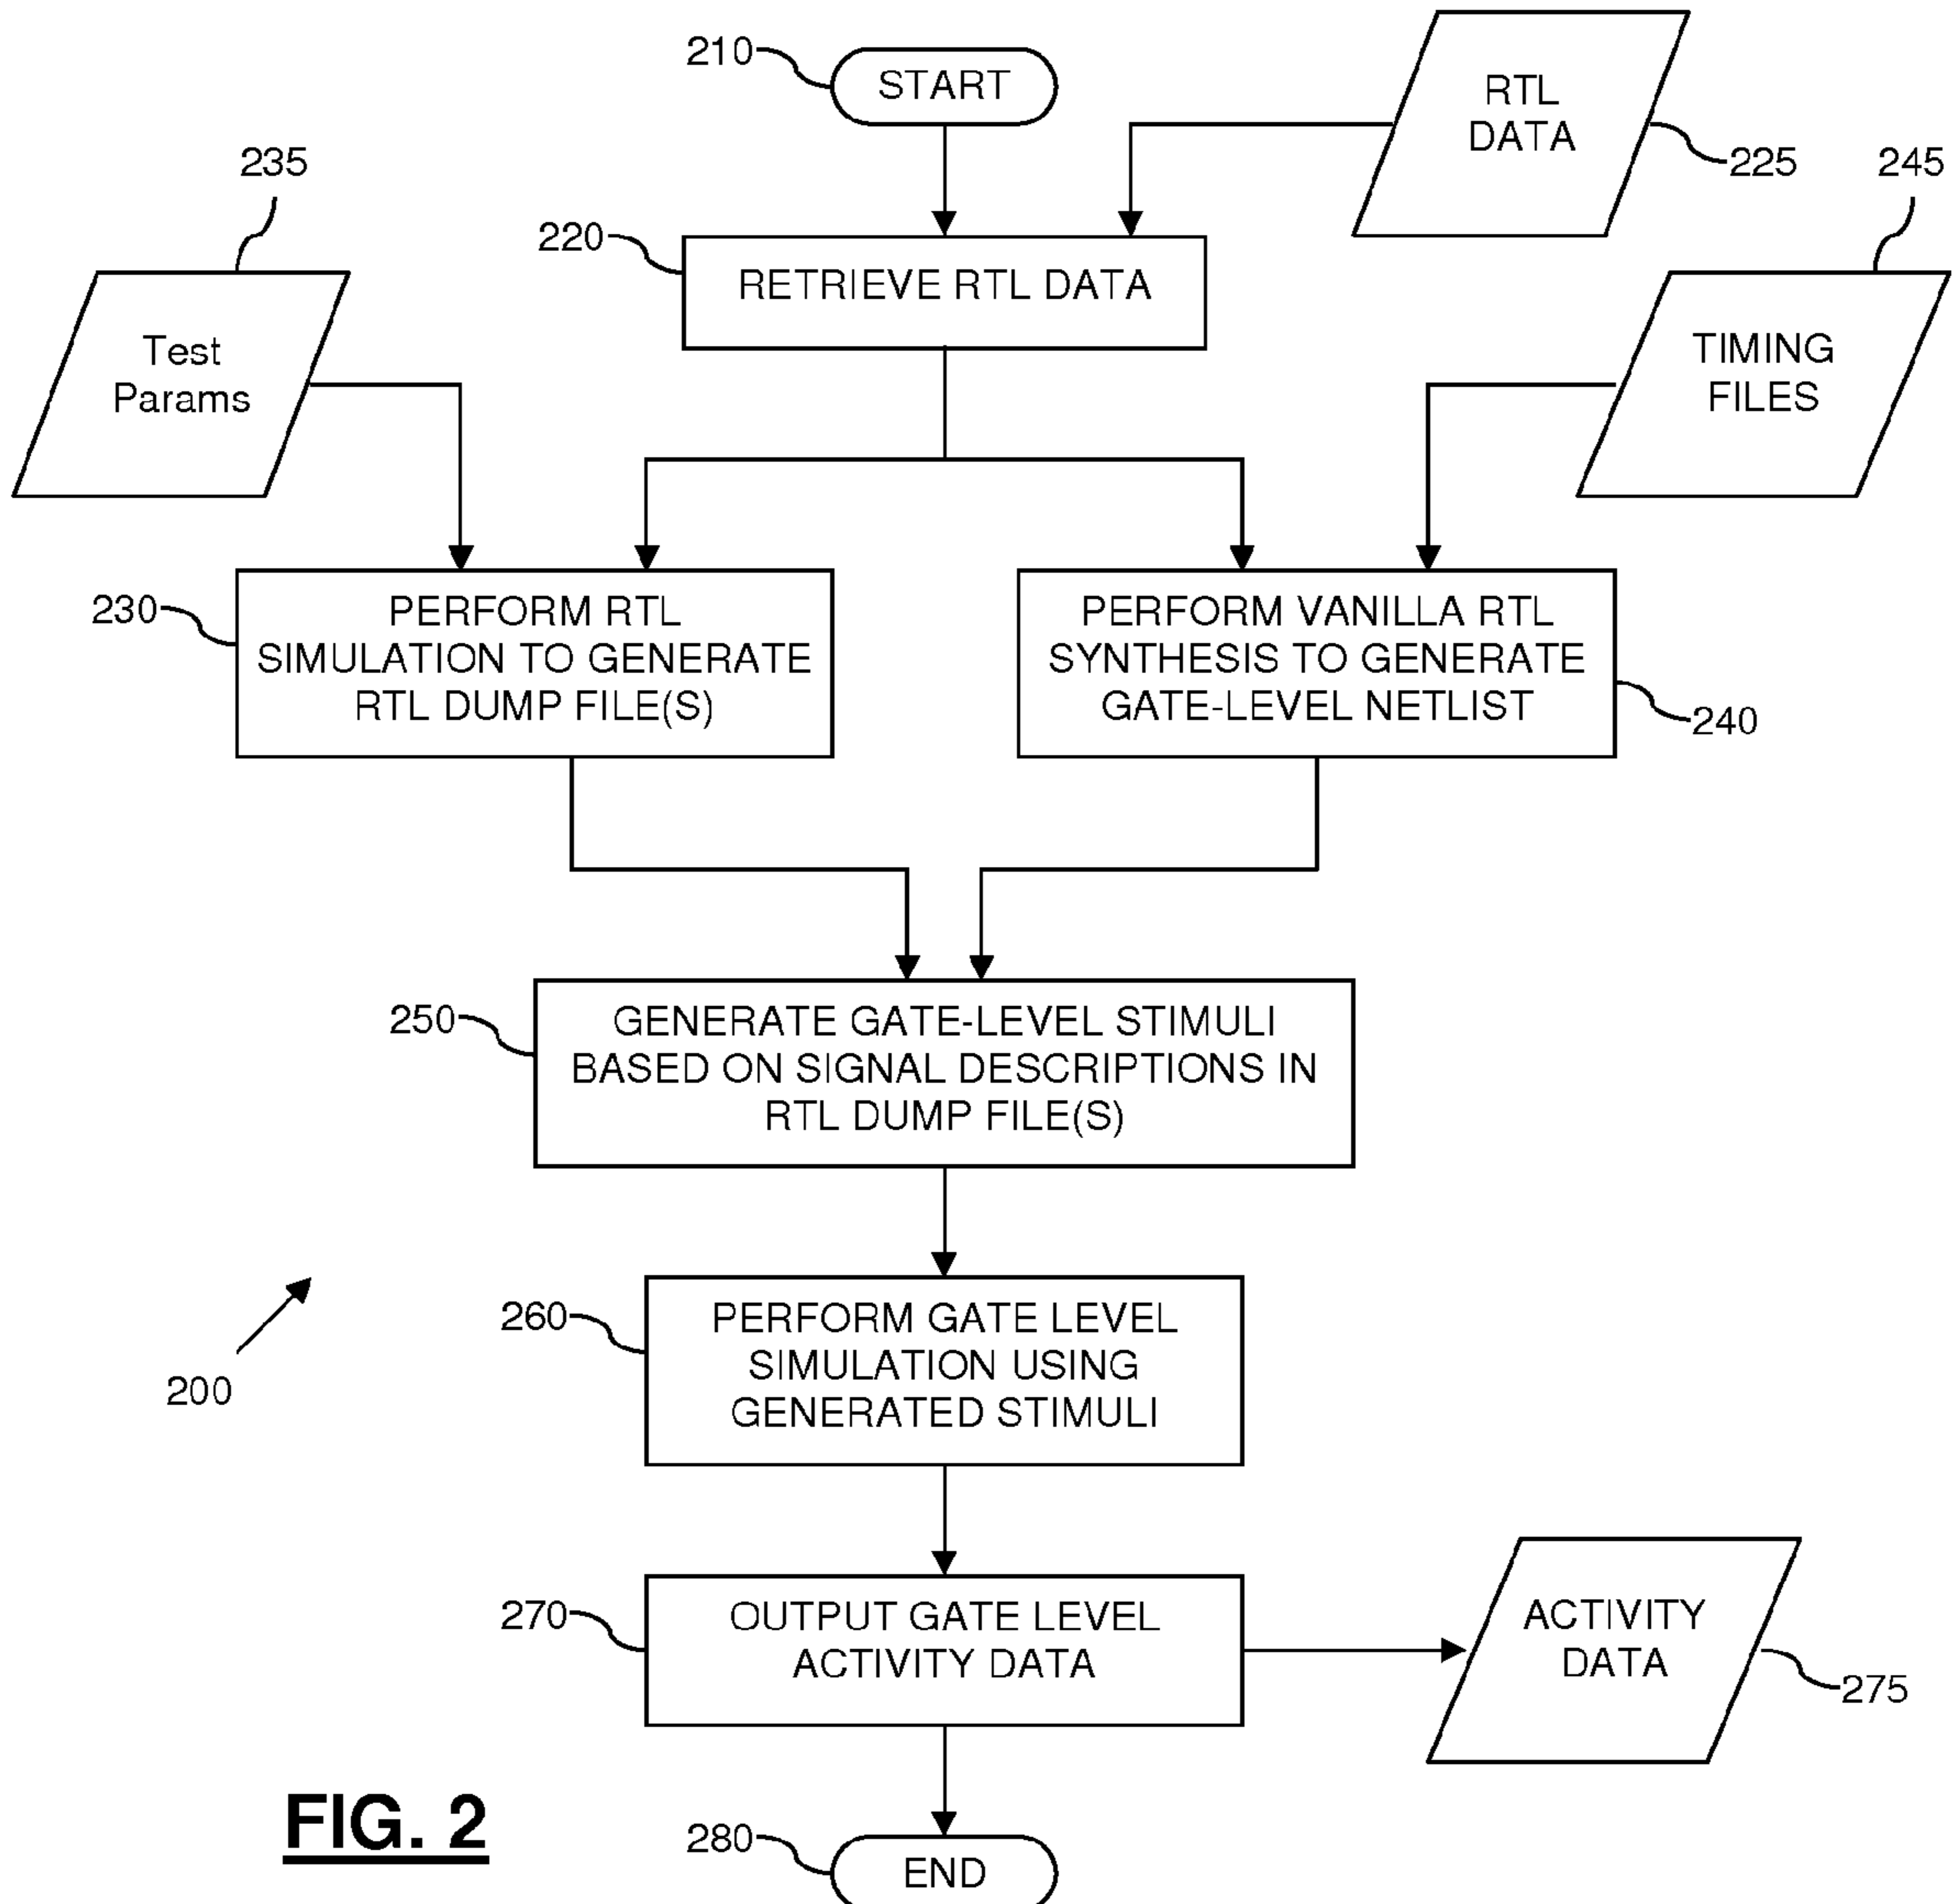 210
START
RTL
DATA
225
235
245
220
RETRIEVE RTL DATA
Test
Params
TIMING
FILES
230
PERFORM RTL
SIMULATION TO GENERATE
RTL DUMP FILE(S)
PERFORM VANILLA RTL
SYNTHESIS TO GENERATE
GATE-LEVEL NETLIST
240
250
GENERATE GATE-LEVEL STIMULI
BASED ON SIGNAL DESCRIPTIONS IN
RTL DUMP FILE(S)
200
260
PERFORM GATE LEVEL
SIMULATION USING
GENERATED STIMULI
270
OUTPUT GATE LEVEL
ACTIVITY DATA
ACTIVITY
DATA
275
FIG. 2
280
END